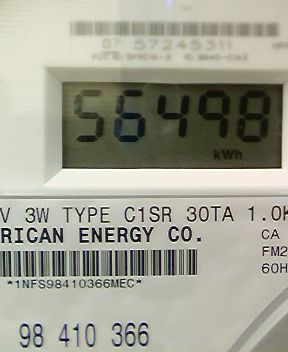 07 57245311
56498
kWh
V 3W TYPE C1SR 30TA 1.0K
RICAN ENERGY CO.
CA
FM2
60H
*1NFS98410366MEC*
98 410 366